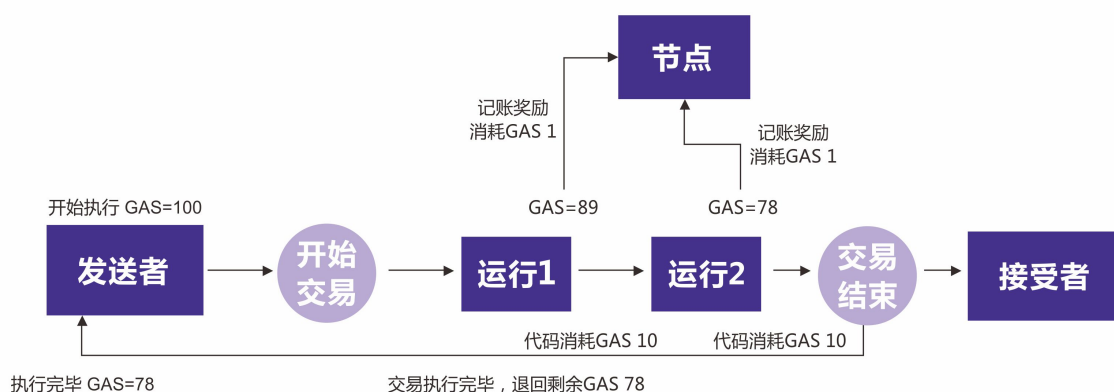 节点
记账奖励
消耗GAS 1
记账奖励
消耗GAS 1
开始执行 GAS=100
GAS=89
GAS=78
发送者
开始
交易
运行1
运行2
交易
结束
接受者
代码消耗GAS 10
代码消耗GAS 10
执行完毕 GAS=78
交易执行完毕，退回剩余GAS 78